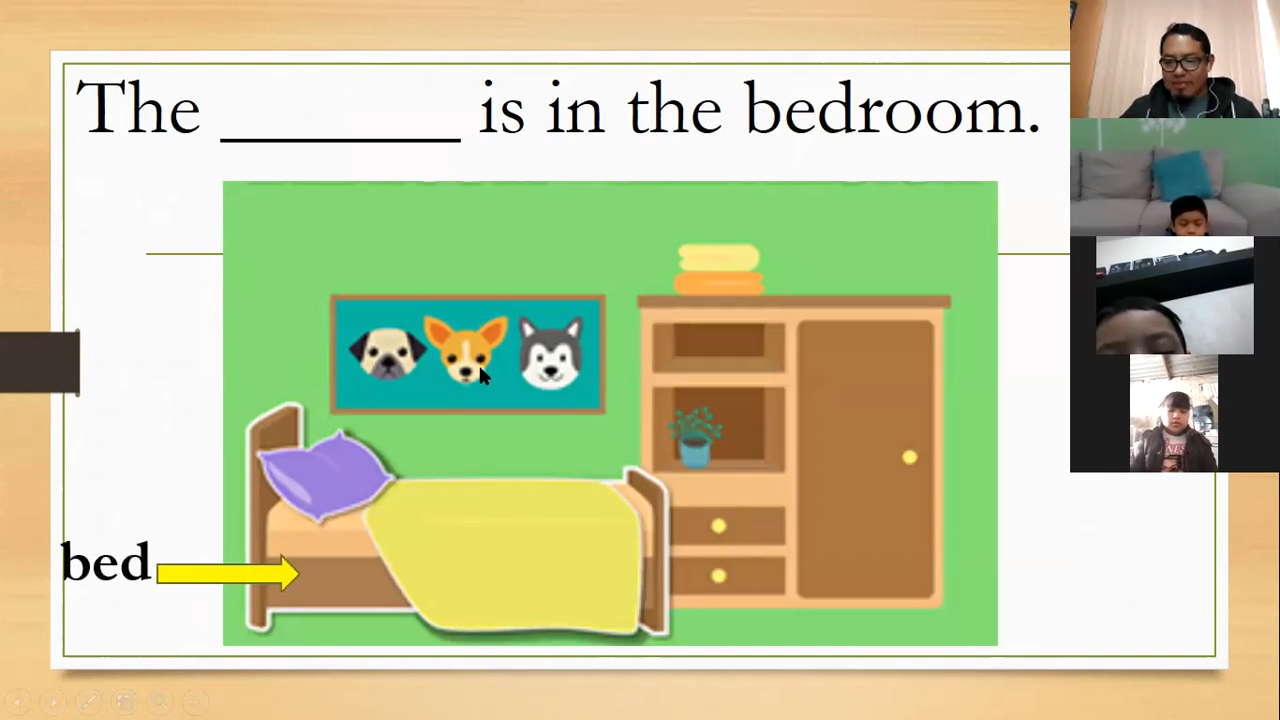 The ________ is in the bedroom.
bed